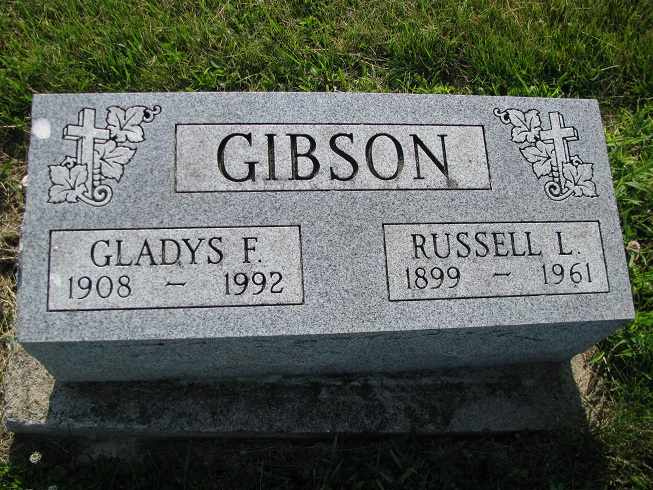 GIBSON
GLADYS F.
1908 – 1992
RUSSELL L.
1899 – 1961